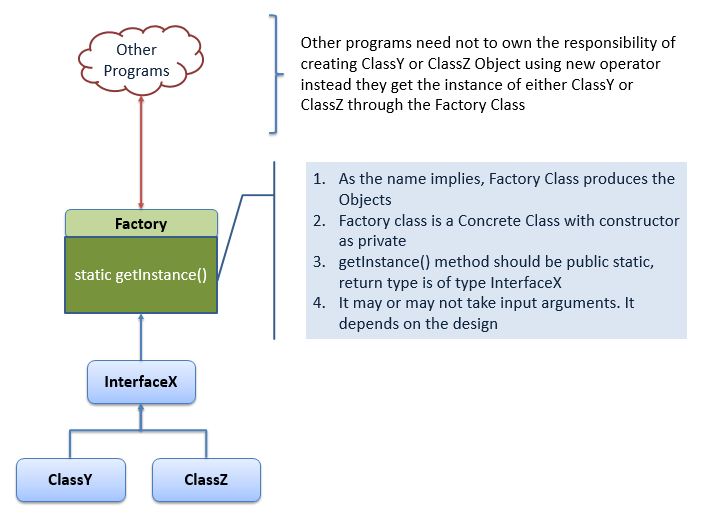 Other
Programs
Other programs need not to own the responsibility of
creating ClassY or ClassZ Object using new operator
instead they get the instance of either ClassY or
ClassZ through the Factory Class
Factory
static getInstance()
1. As the name implies, Factory Class produces the
Objects
2. Factory class is a Concrete Class with constructor
as private
3. getInstance() method should be public static,
return type is of type InterfaceX
4. It may or may not take input arguments. It
depends on the design
InterfaceX
ClassY
ClassZ